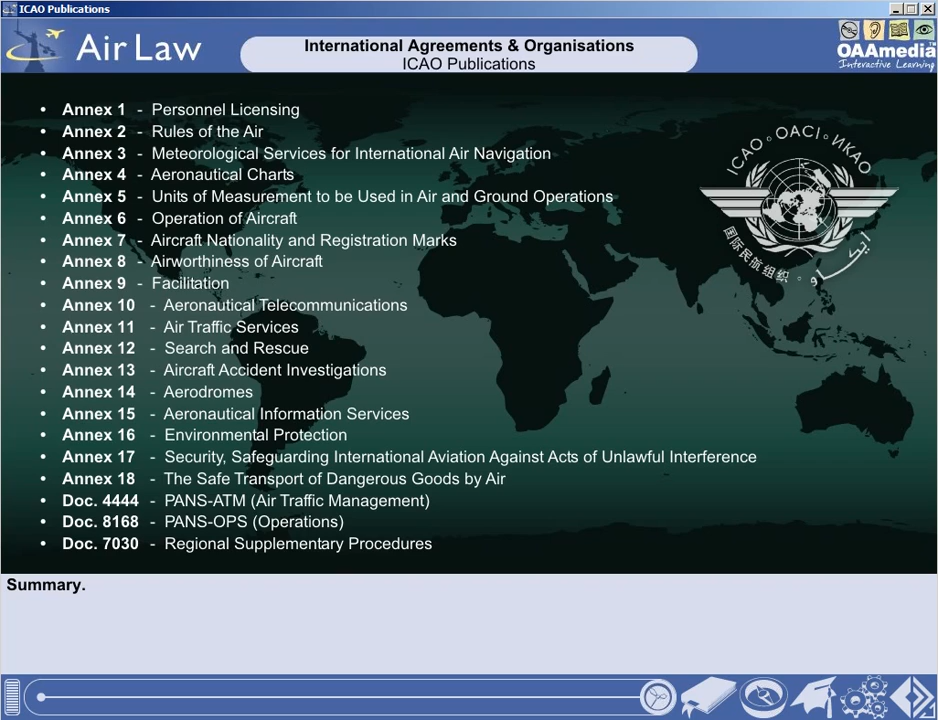 ICAO Publications
Air Law
International Agreements & Organisations
ICAO Publications
OAAmedia™
Interactive Learning
• Annex 1 - Personnel Licensing
• Annex 2 - Rules of the Air
• Annex 3 - Meteorological Services for International Air Navigation
• Annex 4 - Aeronautical Charts
• Annex 5 - Units of Measurement to be Used in Air and Ground Operations
• Annex 6 - Operation of Aircraft
• Annex 7 - Aircraft Nationality and Registration Marks
• Annex 8 - Airworthiness of Aircraft
• Annex 9 - Facilitation
• Annex 10 - Aeronautical Telecommunications
• Annex 11 - Air Traffic Services
• Annex 12 - Search and Rescue
• Annex 13 - Aircraft Accident Investigations
• Annex 14 - Aerodromes
• Annex 15 - Aeronautical Information Services
• Annex 16 - Environmental Protection
• Annex 17 - Security, Safeguarding International Aviation Against Acts of Unlawful Interference
• Annex 18 - The Safe Transport of Dangerous Goods by Air
• Doc. 4444 - PANS-ATM (Air Traffic Management)
• Doc. 8168 - PANS-OPS (Operations)
• Doc. 7030 - Regional Supplementary Procedures
ICAO ◦ OACI ◦ ИКАО
国际民航组织 ◦ ايكاو
Summary.